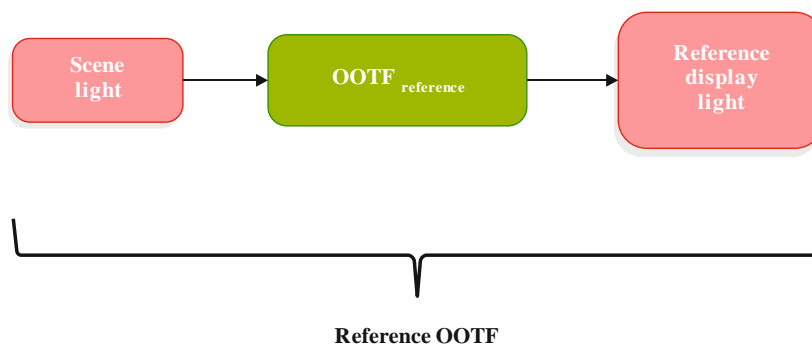 Scene
light
OOTF reference
Reference
display
light
Reference OOTF